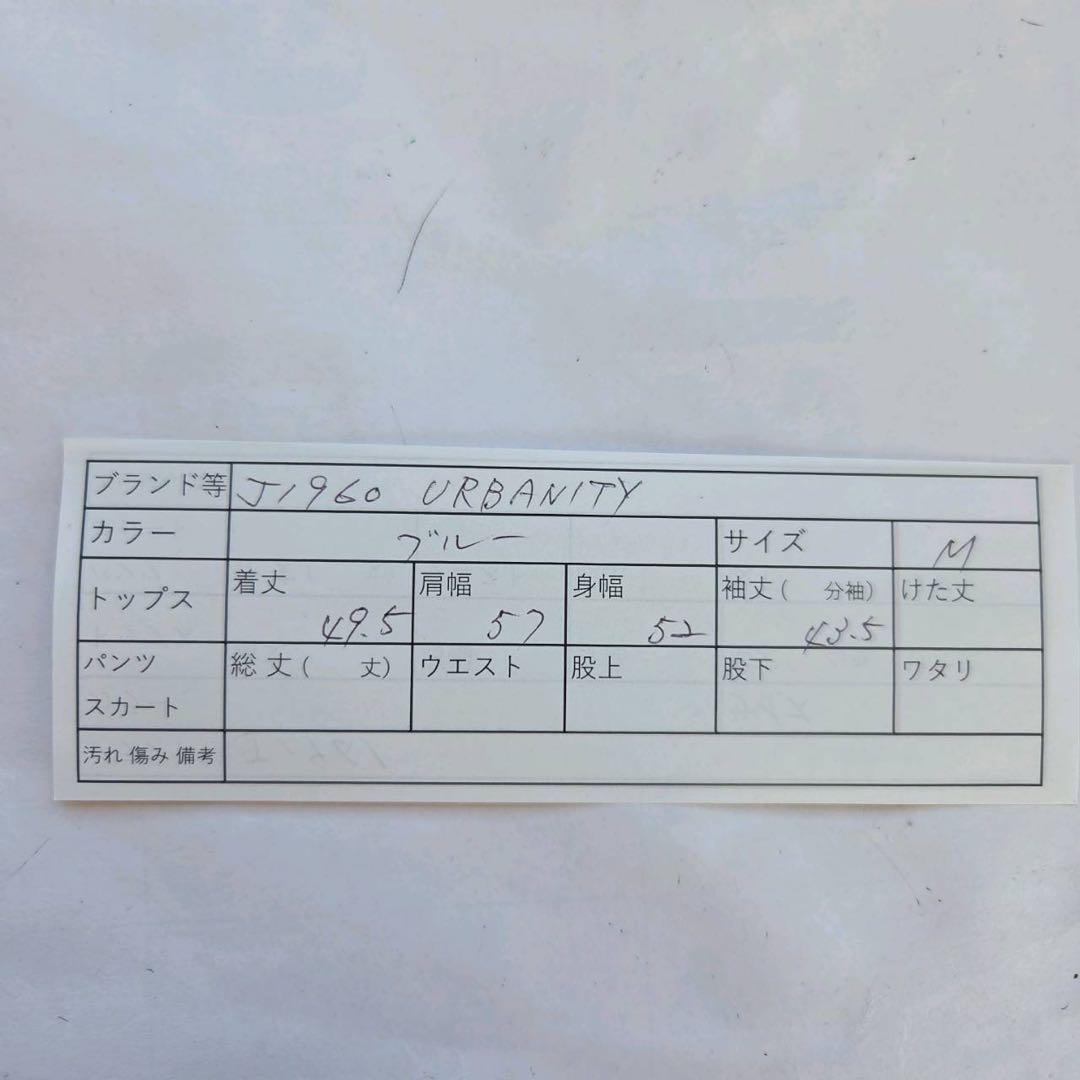 ブランド等 J1960 URBANITY
カラー ブルー サイズ M
トップス 着丈 49.5 肩幅 57 身幅 52 袖丈( 分袖) 43.5 けた丈
パンツ スカート 総丈( 丈) ウエスト 股上 股下 ワタリ
汚れ 傷み 備考